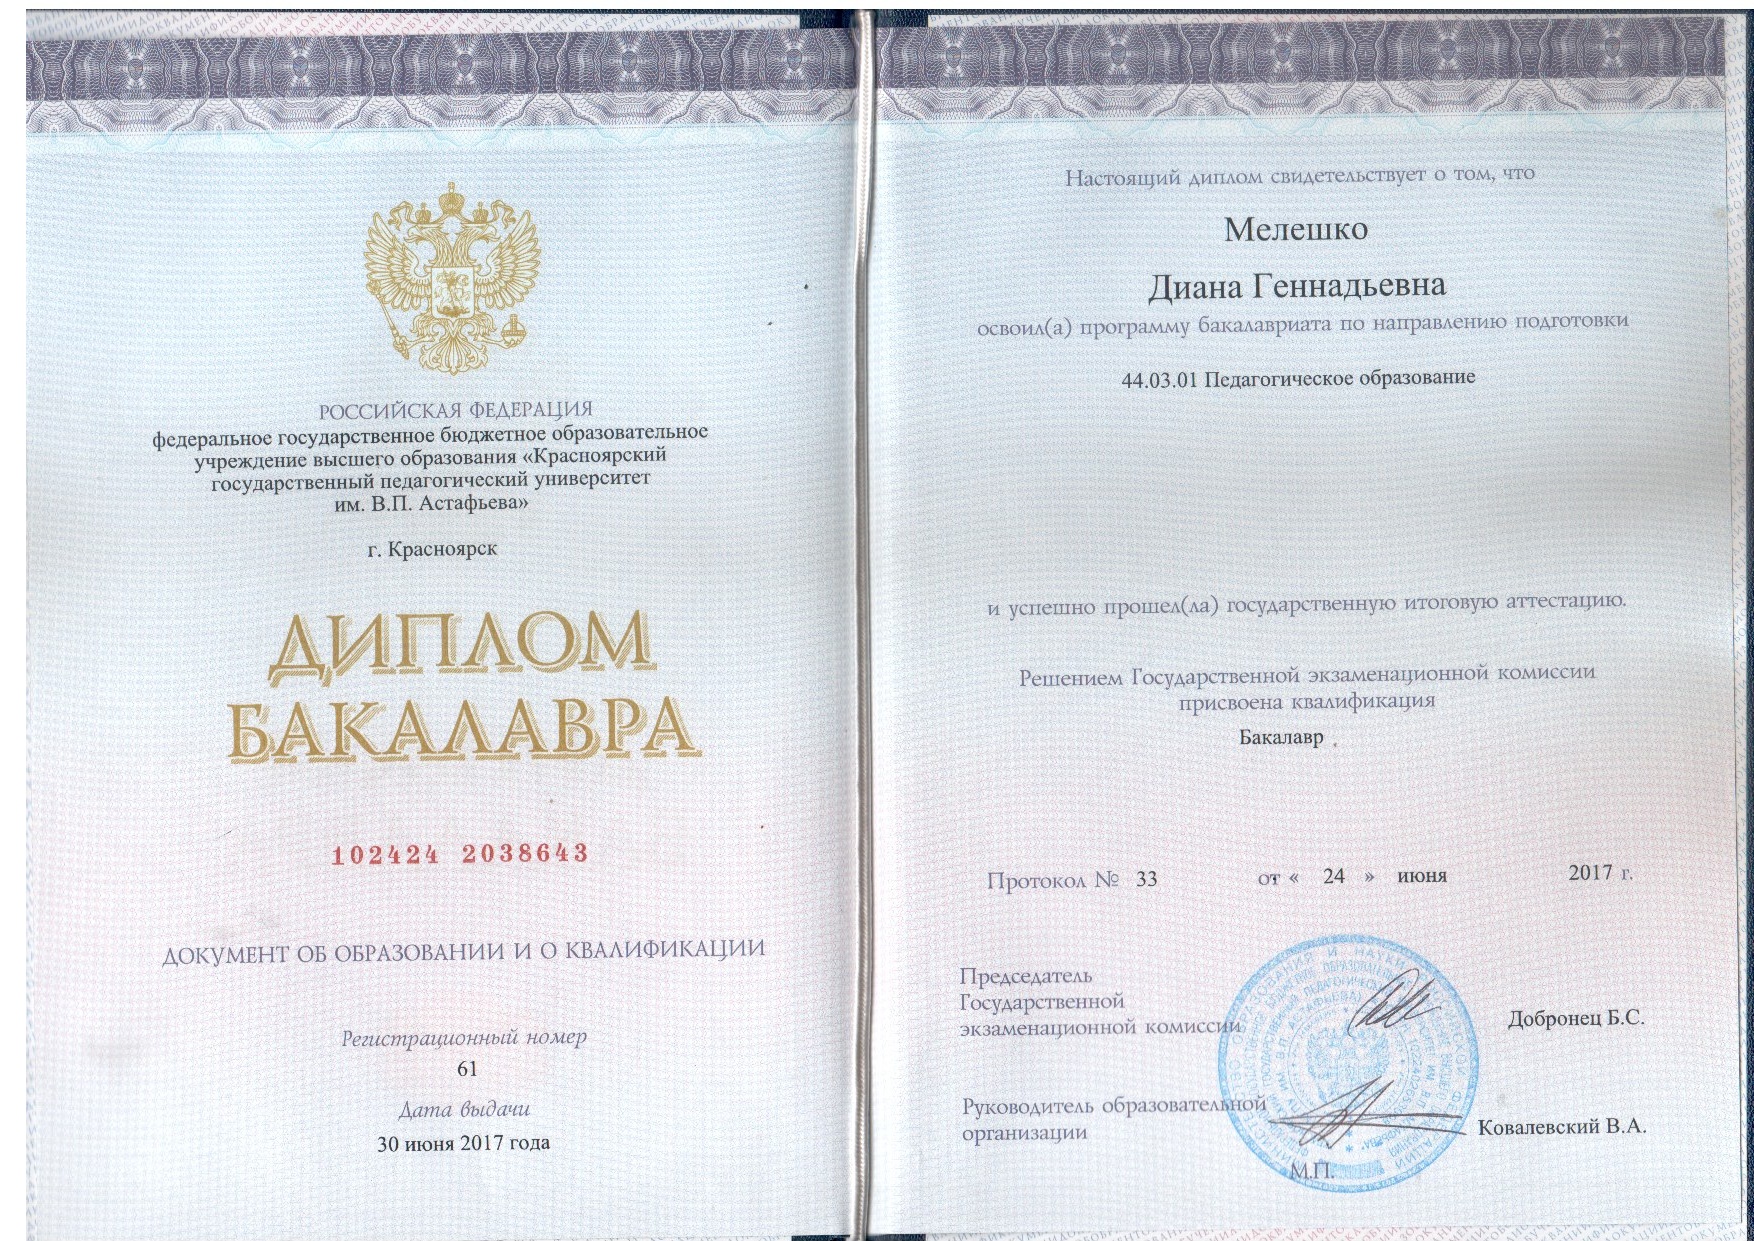 РОССИЙСКАЯ ФЕДЕРАЦИЯ
федеральное государственное бюджетное образовательное
учреждение высшего образования «Красноярский
государственный педагогический университет
им. В.П. Астафьева»
г. Красноярск
ДИПЛОМ
БАКАЛАВРА
102424 2038643
ДОКУМЕНТ ОБ ОБРАЗОВАНИИ И О КВАЛИФИКАЦИИ
Регистрационный номер
61
Дата выдачи
30 июня 2017 года
Настоящий диплом свидетельствует о том, что
Мелешко
Диана Геннадьевна
освоил(а) программу бакалавриата по направлению подготовки
44.03.01 Педагогическое образование
и успешно прошел(ла) государственную итоговую аттестацию.
Решением Государственной экзаменационной комиссии
присвоена квалификация
Бакалавр
Протокол № 33 от « 24 » июня 2017 г.
Председатель
Государственной
экзаменационной комиссии
Добронец Б.С.
Руководитель образовательной
организации
Ковалевский В.А.
М.П.